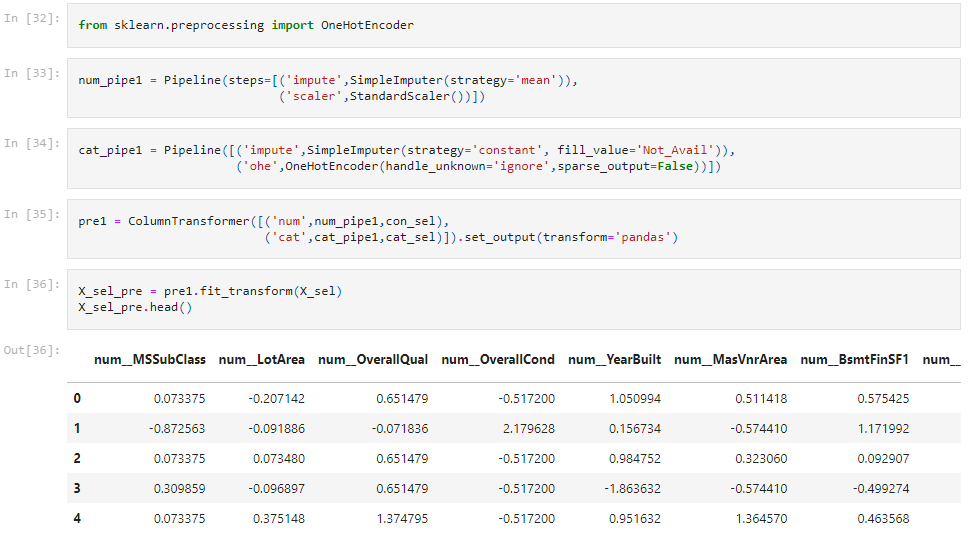 In [32]:
from sklearn.preprocessing import OneHotEncoder
In [33]:
num_pipe1 = Pipeline(steps=[('impute',SimpleImputer(strategy='mean')),
('scaler',StandardScaler())])
In [34]:
cat_pipe1 = Pipeline([('impute',SimpleImputer(strategy='constant', fill_value='Not_Avail')),
('ohe',OneHotEncoder(handle_unknown='ignore',sparse_output=False))])
In [35]:
pre1 = ColumnTransformer([('num',num_pipe1,con_sel),
('cat',cat_pipe1,cat_sel)]).set_output(transform='pandas')
In [36]:
X_sel_pre = pre1.fit_transform(X_sel)
X_sel_pre.head()
Out[36]:
num__MSSubClass num__LotArea num__OverallQual num__OverallCond num__YearBuilt num__MasVnrArea num__BsmtFinSF1 num__
0 0.073375 -0.207142 0.651479 -0.517200 1.050994 0.511418 0.575425
1 -0.872563 -0.091886 -0.071836 2.179628 0.156734 -0.574410 1.171992
2 0.073375 0.073480 0.651479 -0.517200 0.984752 0.323060 0.092907
3 0.309859 -0.096897 0.651479 -0.517200 -1.863632 -0.574410 -0.499274
4 0.073375 0.375148 1.374795 -0.517200 0.951632 1.364570 0.463568